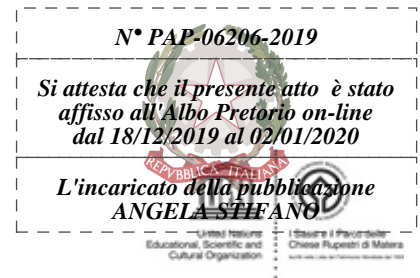 N° PAP-06206-2019
Si attesta che il presente atto è stato
affisso all'Albo Pretorio on-line
dal 18/12/2019 al 02/01/2020
L'incaricato della pubblicazione
ANGELA STIFANO
REPVBBLICA ITALIANA
United Nations
Educational, Scientific and
Cultural Organization
I Sassi e il Parco delle
Chiese Rupestri di Matera